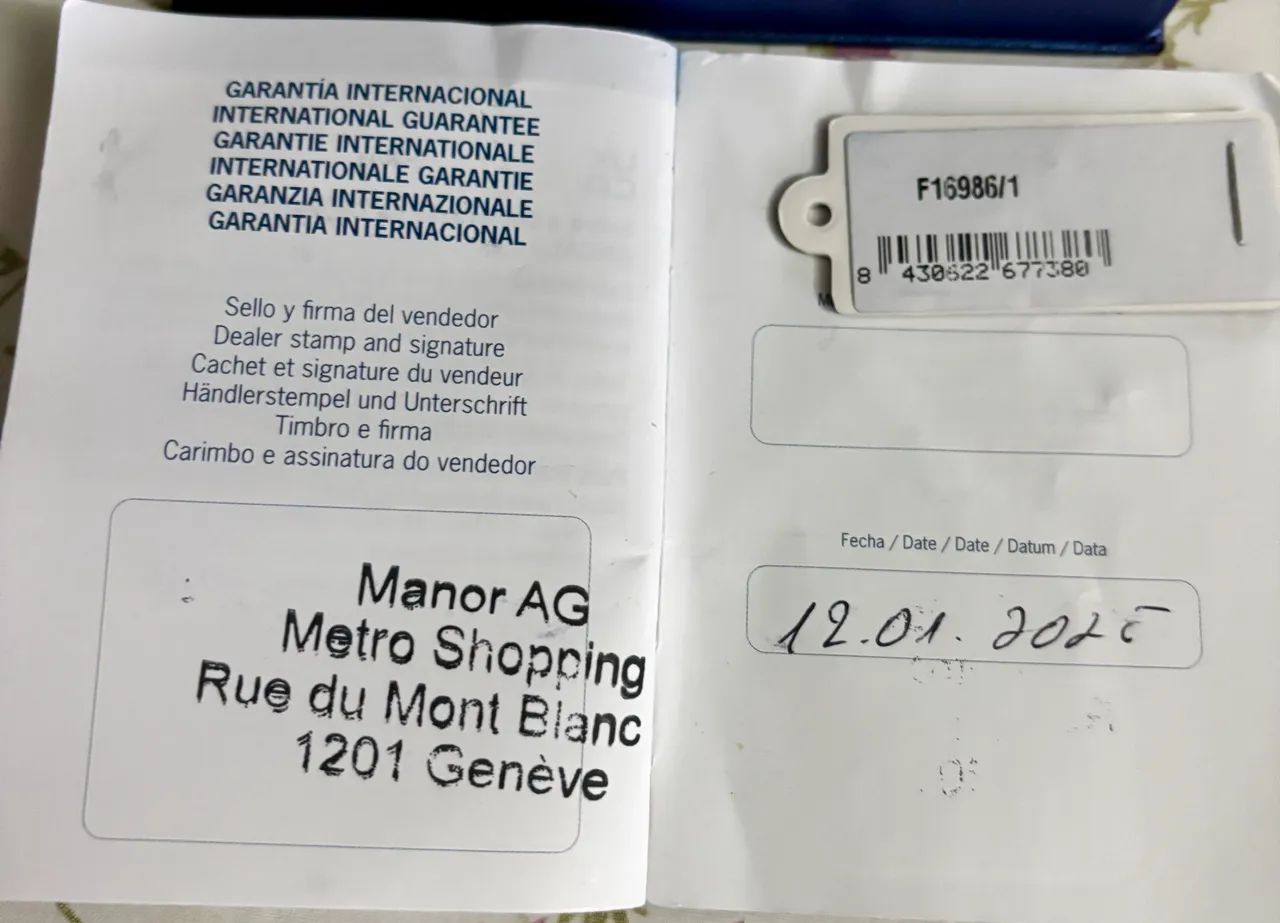 GARANTÍA INTERNACIONAL
INTERNATIONAL GUARANTEE
GARANTIE INTERNATIONALE
INTERNATIONALE GARANTIE
GARANZIA INTERNAZIONALE
GARANTIA INTERNACIONAL
Sello y firma del vendedor
Dealer stamp and signature
Cachet et signature du vendeur
Händlerstempel und Unterschrift
Timbro e firma
Carimbo e assinatura do vendedor
Manor AG
Metro Shopping
Rue du Mont Blanc
1201 Genève
F16986/1
8 430622 677380
Fecha / Date / Date / Datum / Data
12.01.2025